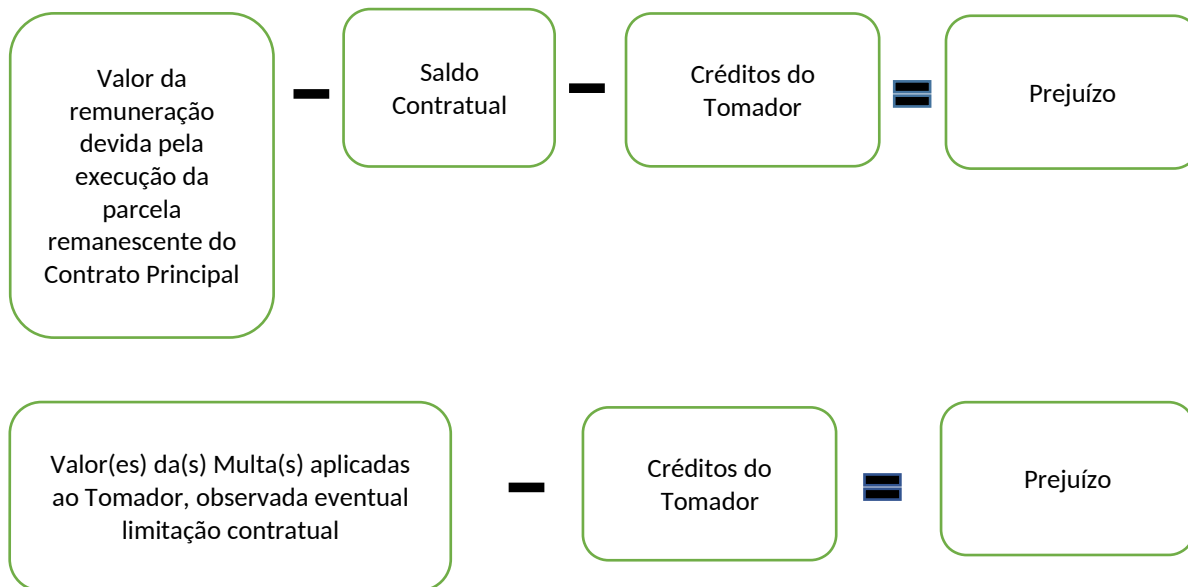 Valor da
remuneração
devida pela
execução da
parcela
remanescente do
Contrato Principal
Saldo
Contratual
Créditos do
Tomador
Prejuízo
Valor(es) da(s) Multa(s) aplicadas
ao Tomador, observada eventual
limitação contratual
Créditos do
Tomador
Prejuízo